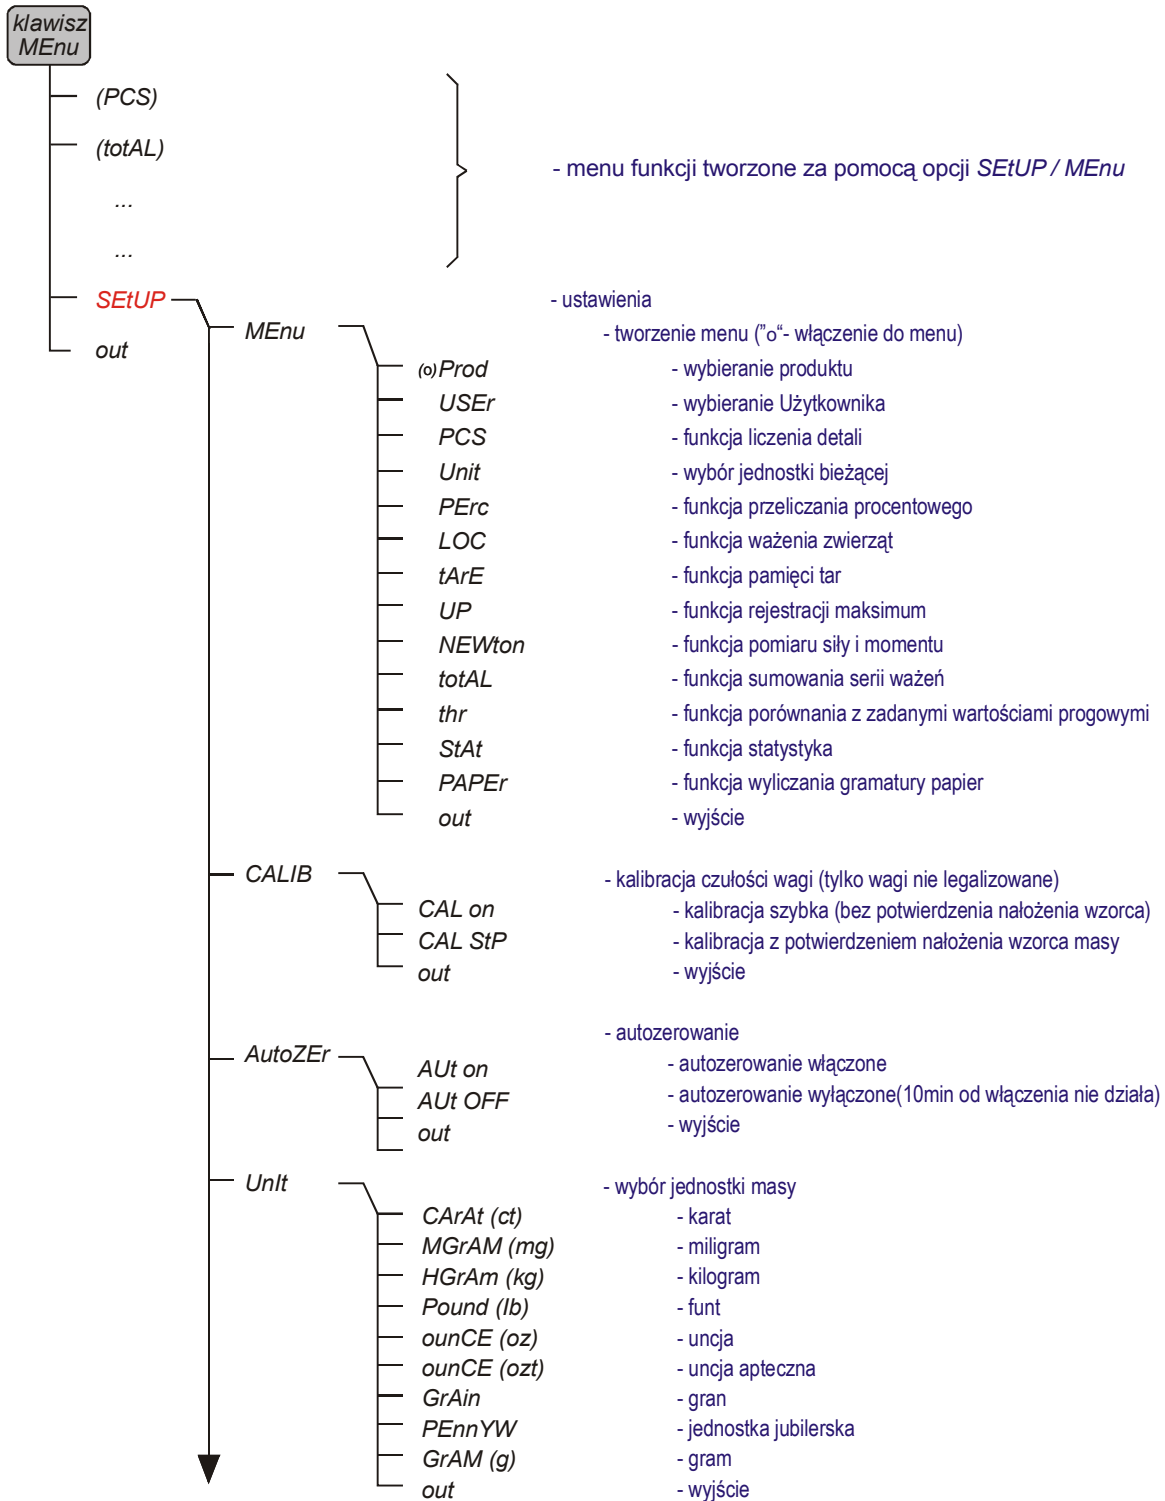 klawisz
MEnu
(PCS)
(totAL)
- menu funkcji tworzone za pomocą opcji SEtUP / MEnu
...
...
SEtUP - ustawienia
MEnu - tworzenie menu ("o"- włączenie do menu)
out
(o) Prod - wybieranie produktu
USEr - wybieranie Użytkownika
PCS - funkcja liczenia detali
Unit - wybór jednostki bieżącej
PErc - funkcja przeliczania procentowego
LOC - funkcja ważenia zwierząt
tArE - funkcja pamięci tar
UP - funkcja rejestracji maksimum
NEWton - funkcja pomiaru siły i momentu
totAL - funkcja sumowania serii ważeń
thr - funkcja porównania z zadanymi wartościami progowymi
StAt - funkcja statystyka
PAPEr - funkcja wyliczania gramatury papier
out - wyjście
CALIB - kalibracja czułości wagi (tylko wagi nie legalizowane)
CAL on - kalibracja szybka (bez potwierdzenia nałożenia wzorca)
CAL StP - kalibracja z potwierdzeniem nałożenia wzorca masy
out - wyjście
AutoZEr - autozerowanie
AUt on - autozerowanie włączone
AUt OFF - autozerowanie wyłączone(10min od włączenia nie działa)
out - wyjście
UnIt - wybór jednostki masy
CArAt (ct) - karat
MGrAM (mg) - miligram
HGrAm (kg) - kilogram
Pound (lb) - funt
ounCE (oz) - uncja
ounCE (ozt) - uncja apteczna
GrAin - gran
PEnnYW - jednostka jubilerska
GrAM (g) - gram
out - wyjście